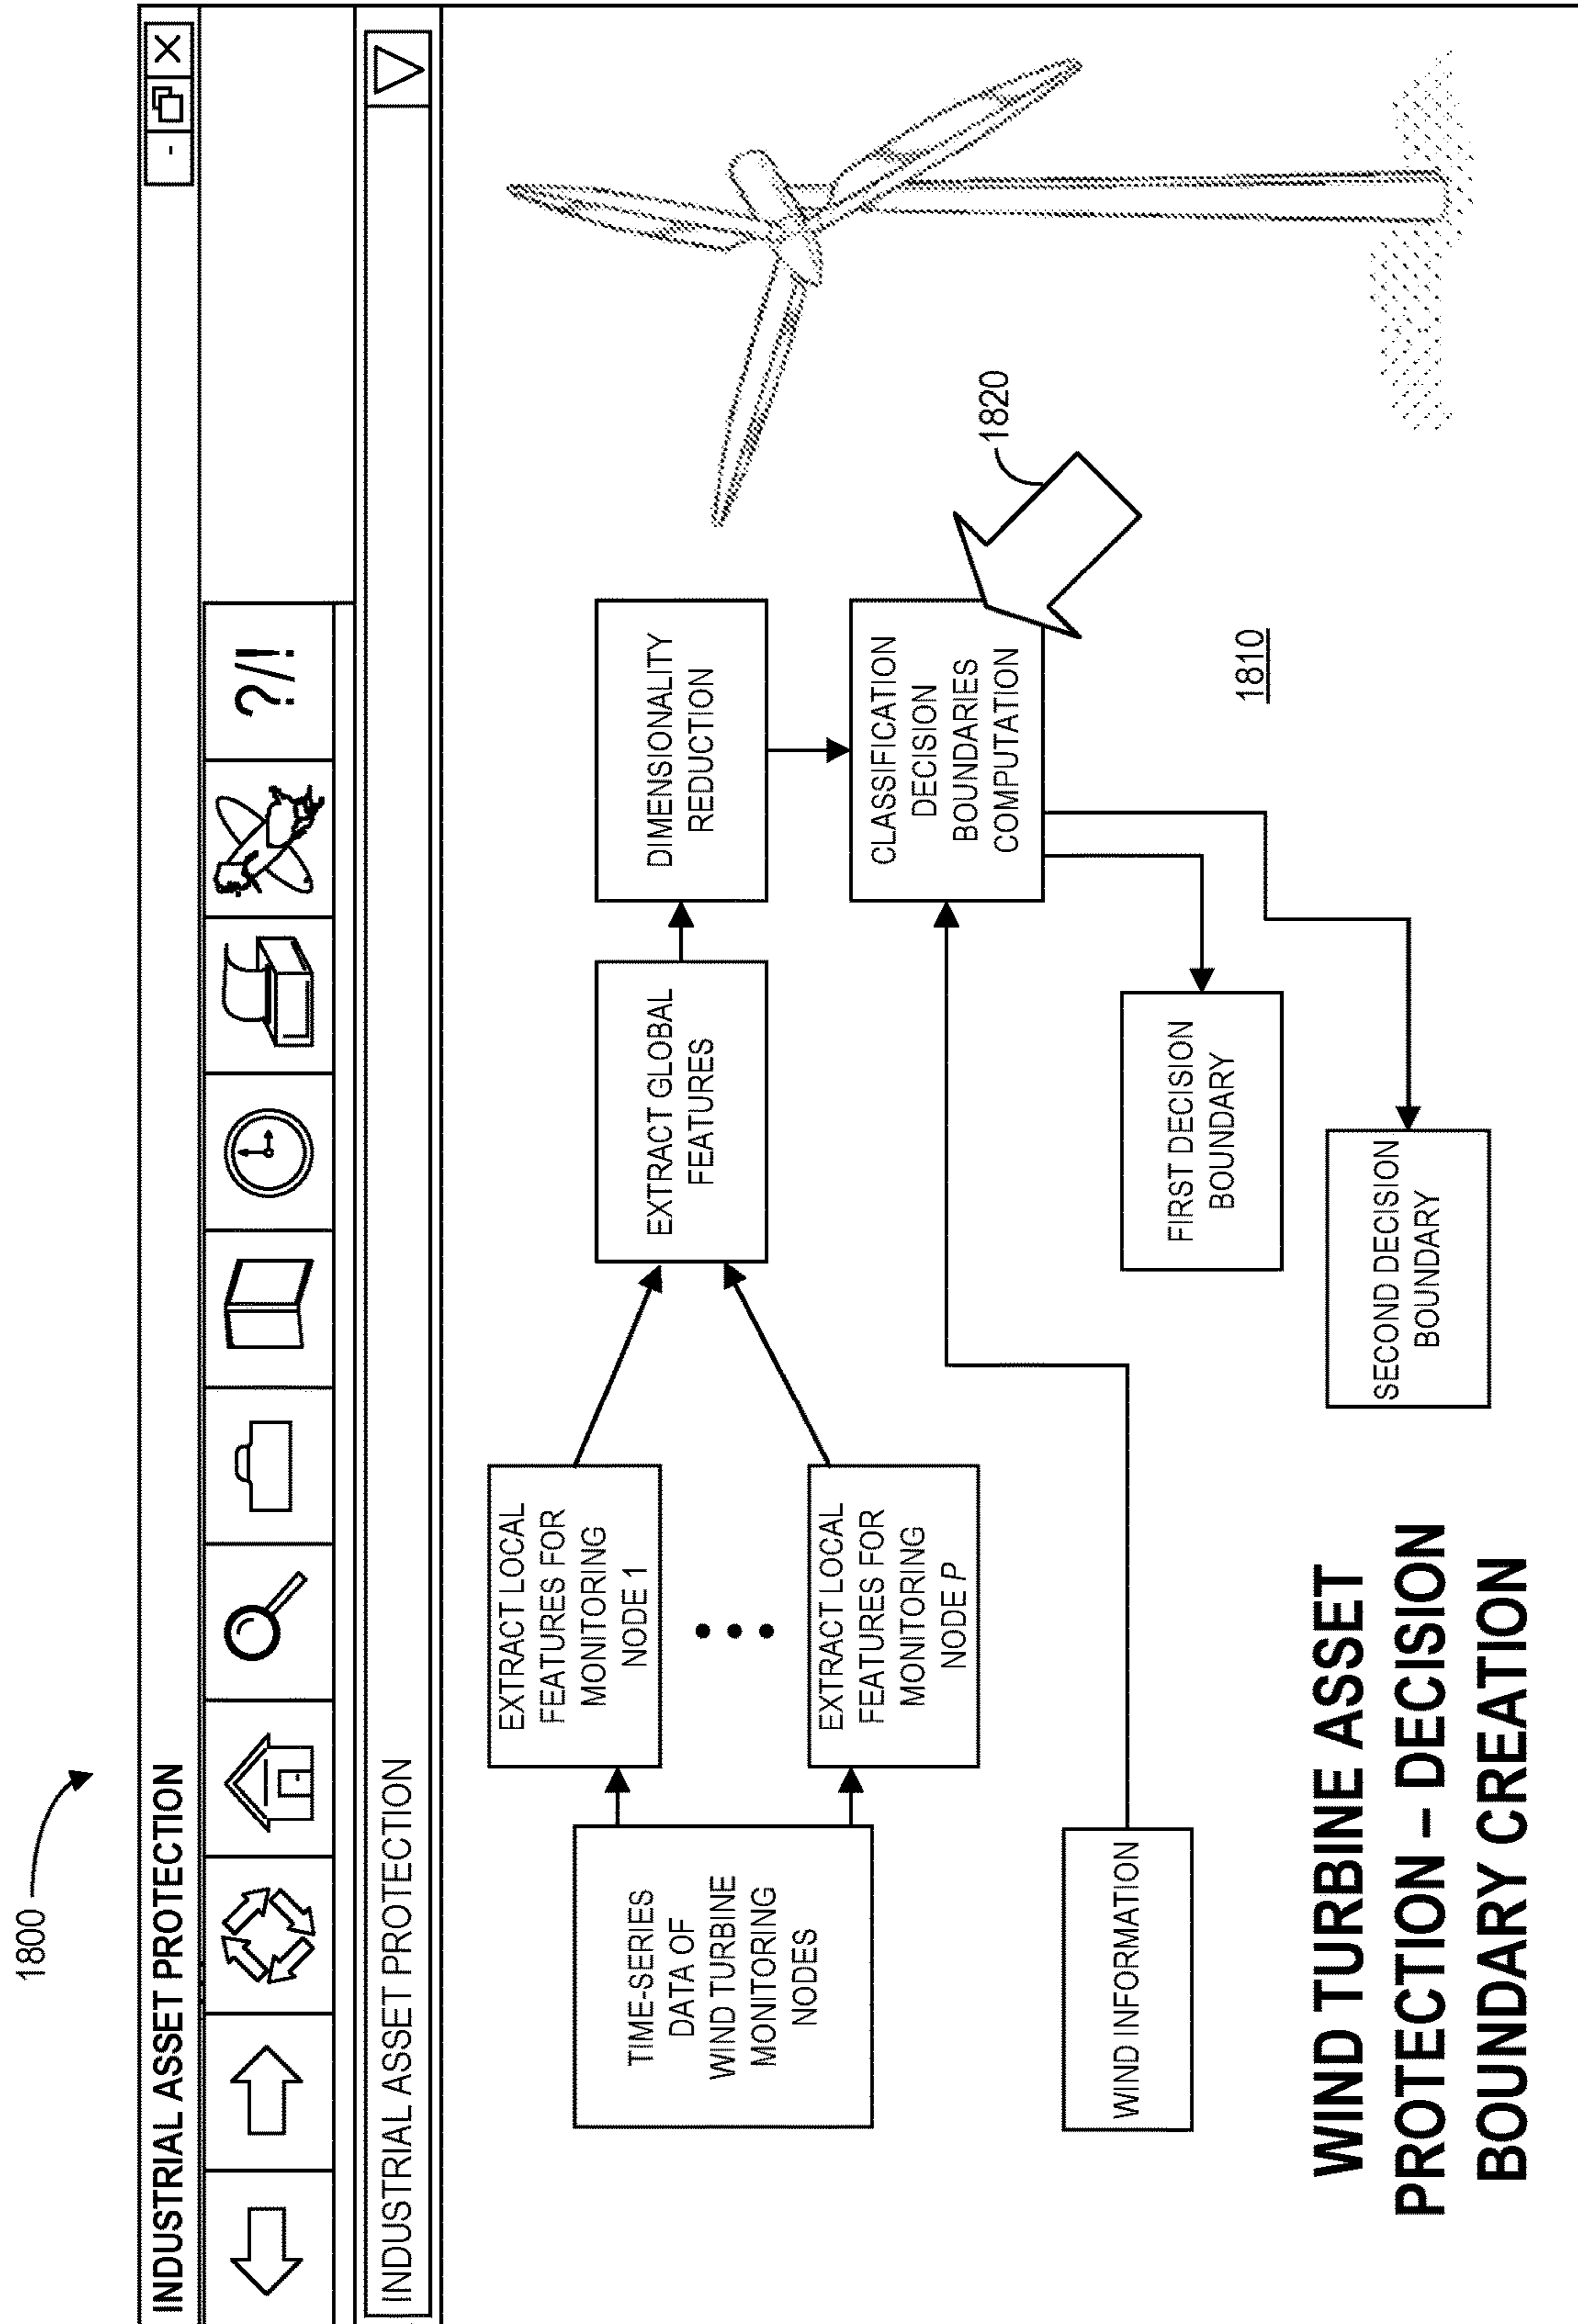 1800
INDUSTRIAL ASSET PROTECTION
- X
?/!
INDUSTRIAL ASSET PROTECTION
TIME-SERIES
DATA OF
WIND TURBINE
MONITORING
NODES
EXTRACT LOCAL
FEATURES FOR
MONITORING
NODE 1
EXTRACT LOCAL
FEATURES FOR
MONITORING
NODE P
EXTRACT GLOBAL
FEATURES
DIMENSIONALITY
REDUCTION
CLASSIFICATION
DECISION
BOUNDARIES
COMPUTATION
1820
WIND INFORMATION
FIRST DECISION
BOUNDARY
SECOND DECISION
BOUNDARY
1810
WIND TURBINE ASSET
PROTECTION – DECISION
BOUNDARY CREATION